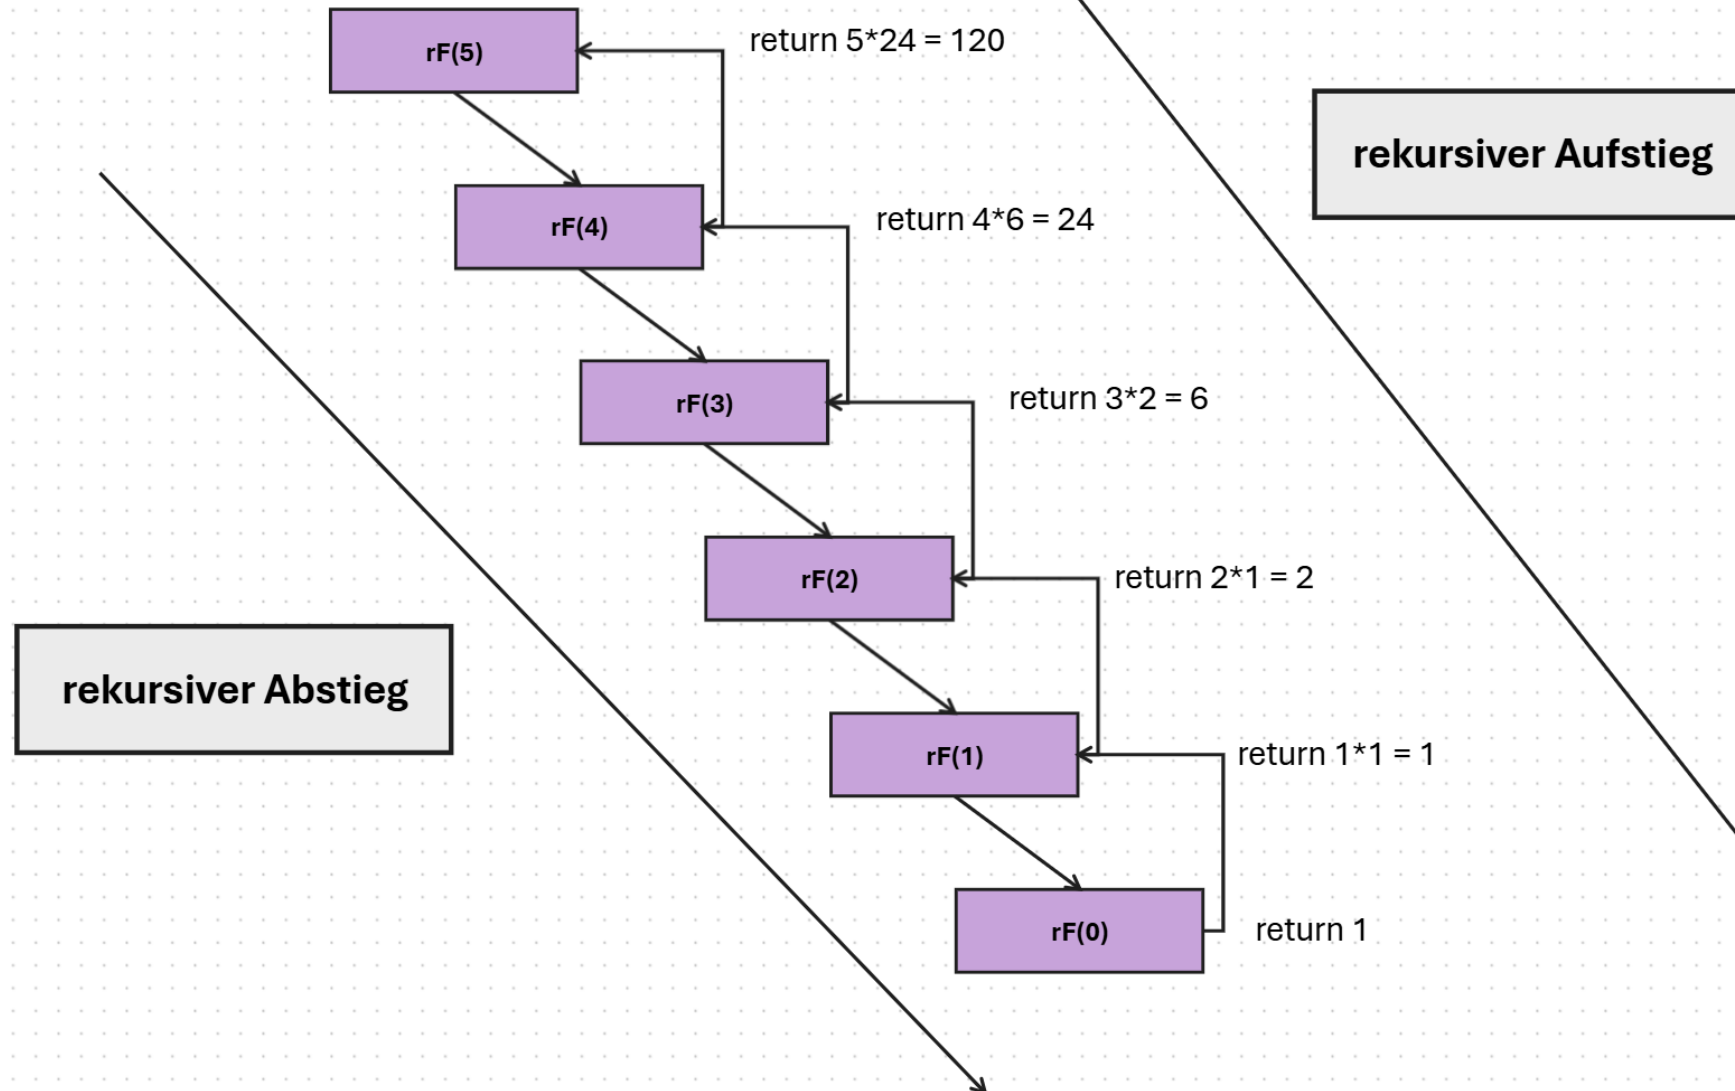 rF(5)
return 5*24 = 120
rekursiver Aufstieg
rF(4)
return 4*6 = 24
rF(3)
return 3*2 = 6
rF(2)
return 2*1 = 2
rekursiver Abstieg
rF(1)
return 1*1 = 1
rF(0)
return 1